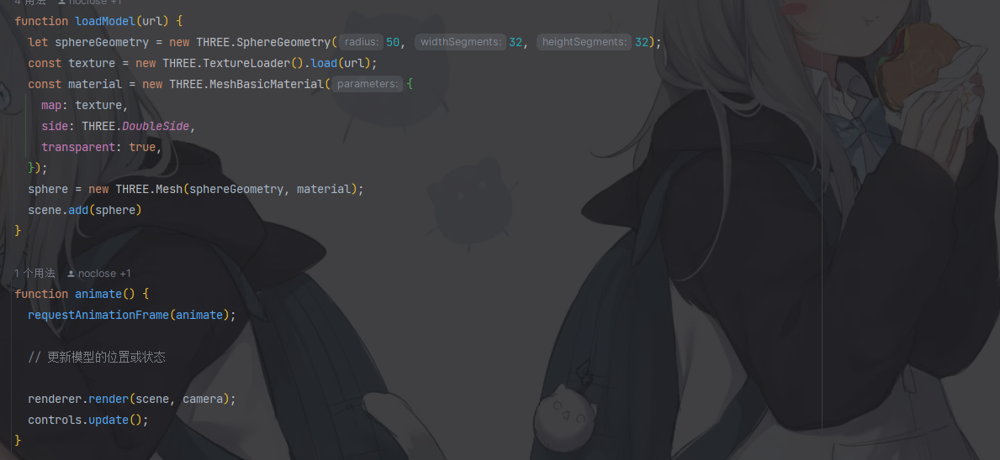 4 用法 noclose +1
function loadModel(url) {
let sphereGeometry = new THREE.SphereGeometry( radius: 50, widthSegments: 32, heightSegments: 32);
const texture = new THREE.TextureLoader().load(url);
const material = new THREE.MeshBasicMaterial( parameters: {
map: texture,
side: THREE.DoubleSide,
transparent: true,
});
sphere = new THREE.Mesh(sphereGeometry, material);
scene.add(sphere)
}
1 个用法 noclose +1
function animate() {
requestAnimationFrame(animate);
// 更新模型的位置或状态
renderer.render(scene, camera);
controls.update();
}